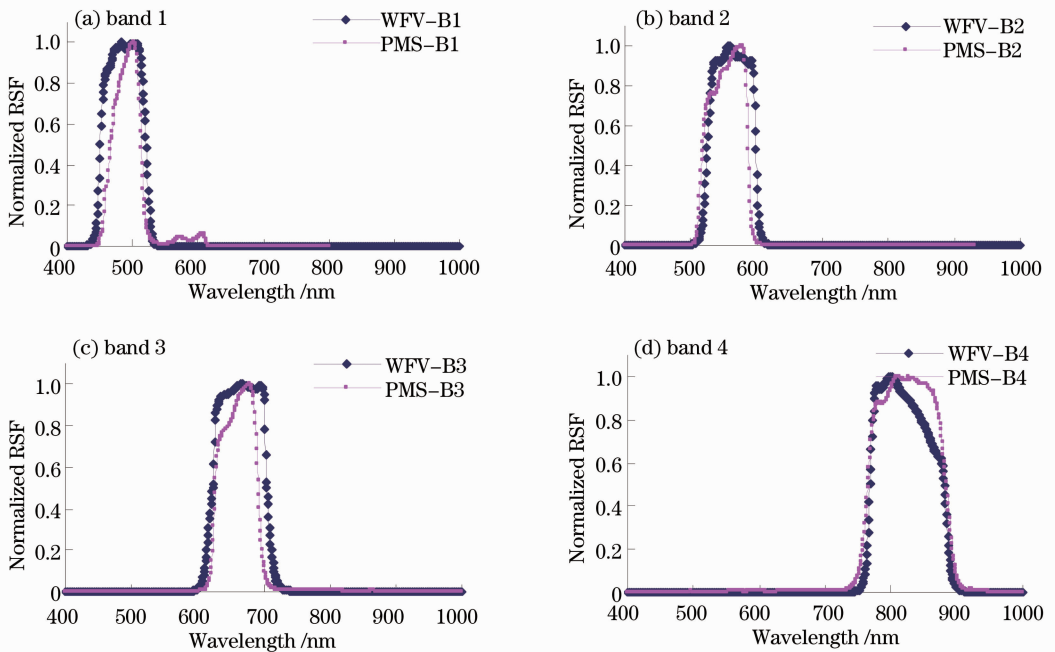 (a) band 1
WFV-B1
PMS-B1
Normalized RSF
1.0
0.8
0.6
0.4
0.2
0
400 500 600 700 800 900 1000
Wavelength /nm
(b) band 2
WFV-B2
PMS-B2
Normalized RSF
1.0
0.8
0.6
0.4
0.2
0
400 500 600 700 800 900 1000
Wavelength /nm
(c) band 3
WFV-B3
PMS-B3
Normalized RSF
1.0
0.8
0.6
0.4
0.2
0
400 500 600 700 800 900 1000
Wavelength /nm
(d) band 4
WFV-B4
PMS-B4
Normalized RSF
1.0
0.8
0.6
0.4
0.2
0
400 500 600 700 800 900 1000
Wavelength /nm